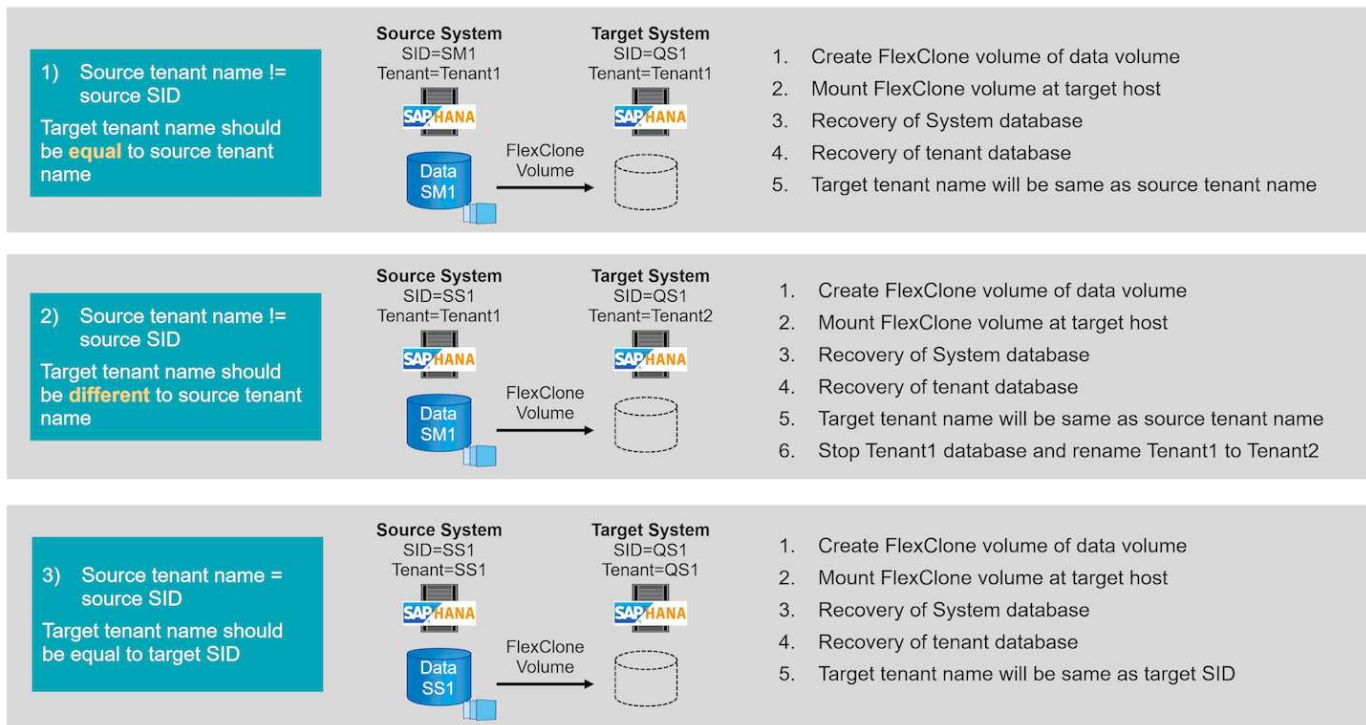 1) Source tenant name !=
source SID
Target tenant name should
be equal to source tenant
name
Source System
SID=SM1
Tenant=Tenant1
SAP HANA
Data
SM1
FlexClone
Volume
Target System
SID=QS1
Tenant=Tenant1
SAP HANA
1. Create FlexClone volume of data volume
2. Mount FlexClone volume at target host
3. Recovery of System database
4. Recovery of tenant database
5. Target tenant name will be same as source tenant name
2) Source tenant name !=
source SID
Target tenant name should
be different to source tenant
name
Source System
SID=SS1
Tenant=Tenant1
SAP HANA
Data
SM1
FlexClone
Volume
Target System
SID=QS1
Tenant=Tenant2
SAP HANA
1. Create FlexClone volume of data volume
2. Mount FlexClone volume at target host
3. Recovery of System database
4. Recovery of tenant database
5. Target tenant name will be same as source tenant name
6. Stop Tenant1 database and rename Tenant1 to Tenant2
3) Source tenant name =
source SID
Target tenant name should
be equal to target SID
Source System
SID=SS1
Tenant=SS1
SAP HANA
Data
SS1
FlexClone
Volume
Target System
SID=QS1
Tenant=QS1
SAP HANA
1. Create FlexClone volume of data volume
2. Mount FlexClone volume at target host
3. Recovery of System database
4. Recovery of tenant database
5. Target tenant name will be same as target SID